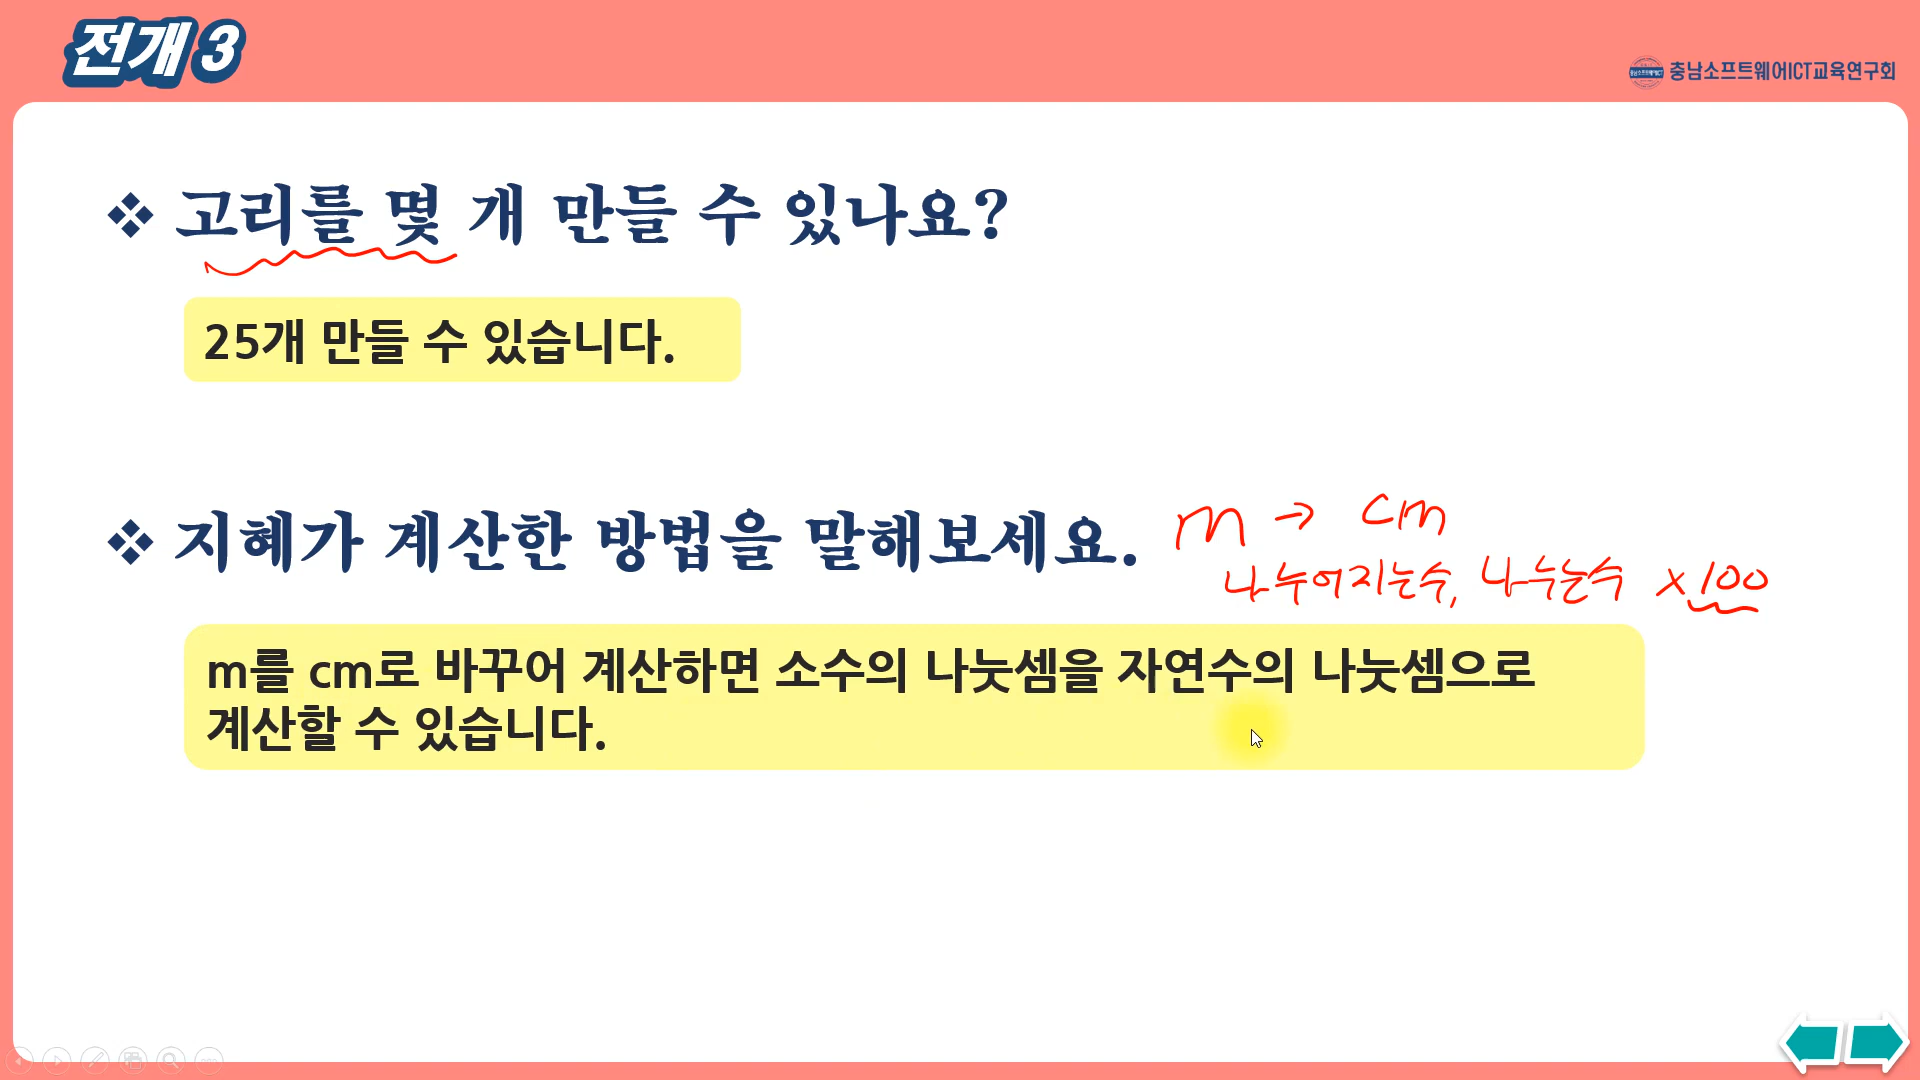 전개 3
충남소프트웨어ICT교육연구회
❖ 고리를 몇 개 만들 수 있나요?
25개 만들 수 있습니다.
❖ 지혜가 계산한 방법을 말해보세요.
m → cm
나누어지는수, 나누는수 ×100
m를 cm로 바꾸어 계산하면 소수의 나눗셈을 자연수의 나눗셈으로
계산할 수 있습니다.